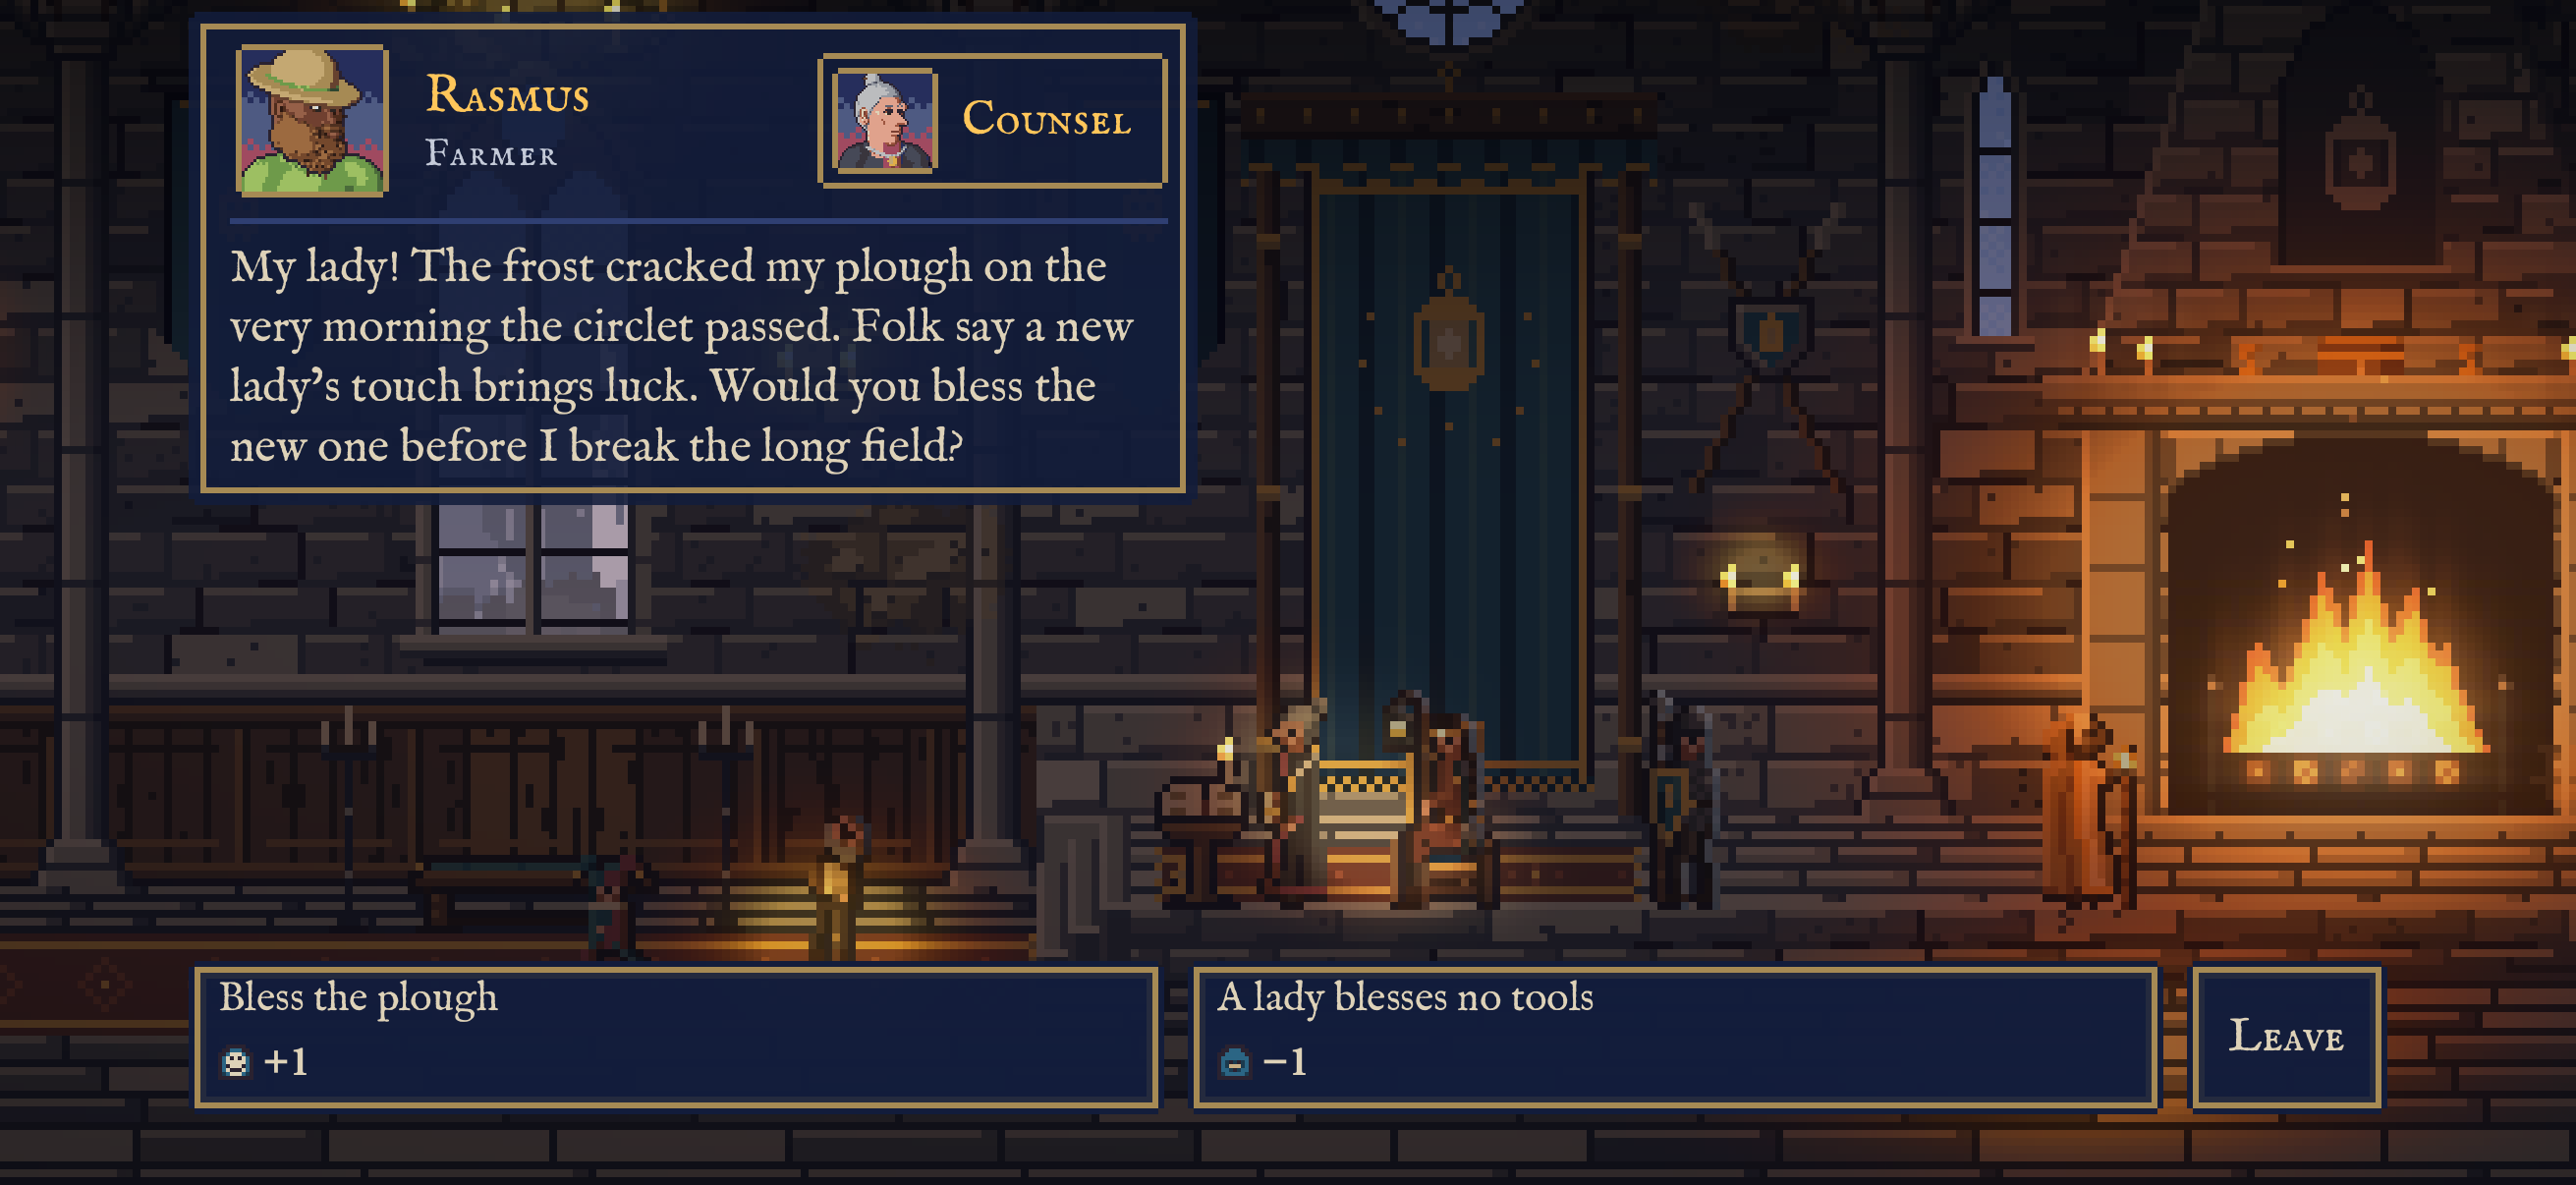 Rasmus
Farmer
Counsel
My lady! The frost cracked my plough on the
very morning the circlet passed. Folk say a new
lady's touch brings luck. Would you bless the
new one before I break the long field?
Bless the plough
+1
A lady blesses no tools
−1
Leave